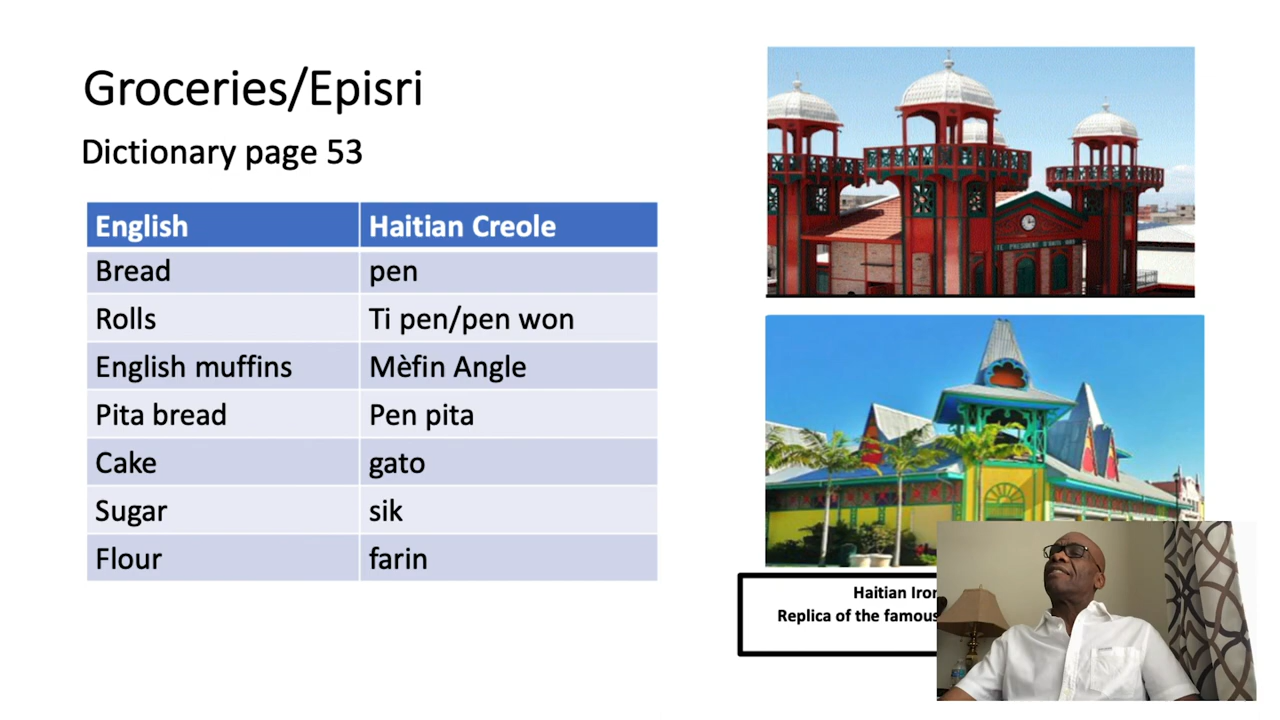 Groceries/Episri
Dictionary page 53
English Haitian Creole
Bread pen
Rolls Ti pen/pen won
English muffins Mèfin Angle
Pita bread Pen pita
Cake gato
Sugar sik
Flour farin
Haitian
Replica of the famous